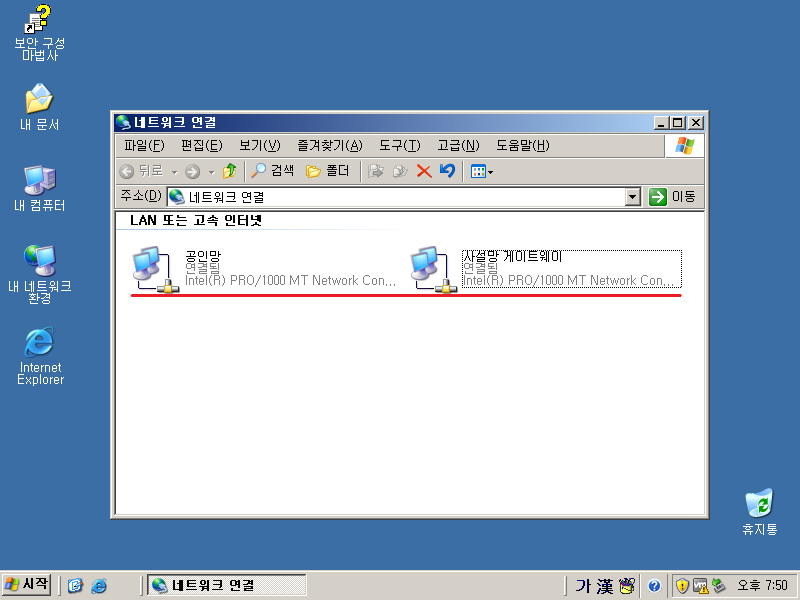 보안 구성
마법사
내 문서
내 컴퓨터
내 네트워크
환경
Internet
Explorer
네트워크 연결
파일(F) 편집(E) 보기(V) 즐겨찾기(A) 도구(T) 고급(N) 도움말(H)
뒤로 검색 폴더
주소(D) 네트워크 연결 이동
LAN 또는 고속 인터넷
공인망
연결됨
Intel(R) PRO/1000 MT Network Con...
사설망 게이트웨이
연결됨
Intel(R) PRO/1000 MT Network Con...
휴지통
시작 네트워크 연결 가 漢 오후 7:50